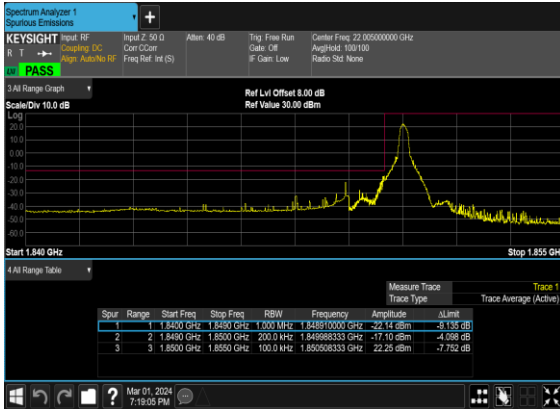 Spectrum Analyzer 1
Spurious Emissions
+
KEYSIGHT
R T
PASS
Input: RF
Coupling: DC
Align: Auto/No RF
Input Z: 50 Ω
Corr CCorr
Freq Ref: Int (S)
Atten: 40 dB
Trig: Free Run
Gate: Off
IF Gain: Low
Center Freq: 22.005000000 GHz
Avg|Hold: 100/100
Radio Std: None
3 All Range Graph
Scale/Div 10.0 dB
Ref Lvl Offset 8.00 dB
Ref Value 30.00 dBm
Log
20.0
10.0
0.00
-10.0
-20.0
-30.0
-40.0
-50.0
-60.0
Start 1.840 GHz
Stop 1.855 GH
4 All Range Table
Measure Trace Trace 1
Trace Type Trace Average (Active)
Spur Range Start Freq Stop Freq RBW Frequency Amplitude ΔLimit
1 1 1.8400 GHz 1.8490 GHz 1.000 MHz 1.848910000 GHz -22.14 dBm -9.135 dB
2 2 1.8490 GHz 1.8500 GHz 200.0 kHz 1.849988333 GHz -17.10 dBm -4.098 dB
3 3 1.8500 GHz 1.8550 GHz 100.0 kHz 1.850508333 GHz 22.25 dBm -7.752 dB
?
Mar 01, 2024
7:19:05 PM